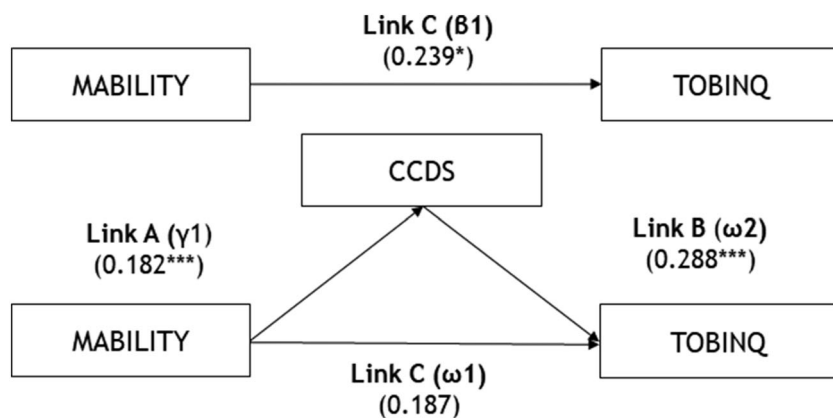 Link C (β1)
(0.239*)
MABILITY
TOBINQ
CCDS
Link A (γ1)
(0.182***)
Link B (ω2)
(0.288***)
MABILITY
TOBINQ
Link C (ω1)
(0.187)